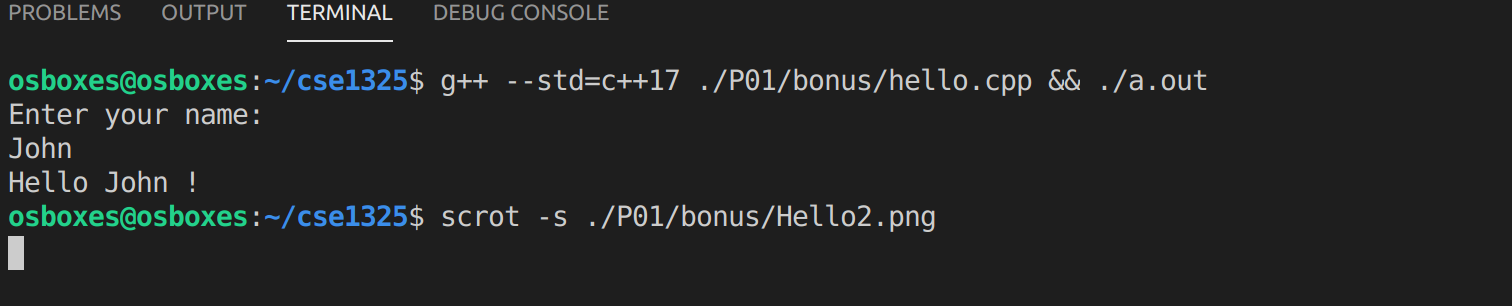 PROBLEMS OUTPUT TERMINAL DEBUG CONSOLE
osboxes@osboxes:~/cse1325$ g++ --std=c++17 ./P01/bonus/hello.cpp && ./a.out
Enter your name:
John
Hello John !
osboxes@osboxes:~/cse1325$ scrot -s ./P01/bonus/Hello2.png